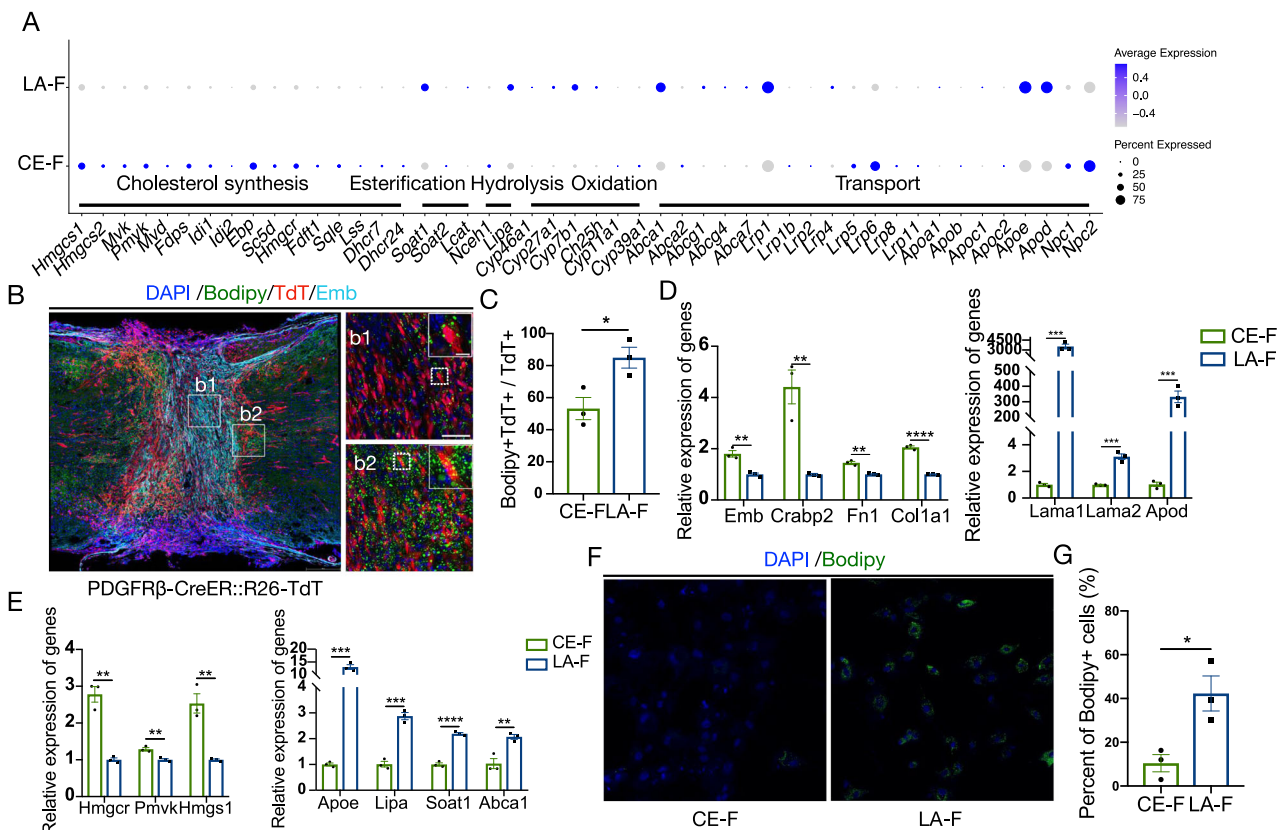 A
LA-F
CE-F
Average Expression
0.4
0.0
−0.4
Percent Expressed
0
25
50
75
Cholesterol synthesis
Esterification
Hydrolysis
Oxidation
Transport
Hmgcs1
Hmgcs2
Mvk
Pmvk
Mvd
Fdps
Idi1
Idi2
Ebp
Sc5d
Hmgcr
Fdft1
Sqle
Lss
Dhcr7
Dhcr24
Soat1
Soat2
Lcat
Nceh1
Lipa
Cyp46a1
Cyp27a1
Cyp7b1
Ch25h
Cyp11a1
Cyp39a1
Abca1
Abca2
Abcg1
Abcg4
Abca7
Lrp1
Lrp1b
Lrp2
Lrp4
Lrp5
Lrp6
Lrp8
Lrp11
Apoa1
Apob
Apoc1
Apoc2
Apoe
Apod
Npc1
Npc2
B
DAPI /Bodipy/TdT/Emb
b1
b2
b1
b2
PDGFRβ-CreER::R26-TdT
C
Bodipy+TdT+ / TdT+
100
80
60
40
20
0
*
CE-F LA-F
D
Relative expression of genes
6
4
2
0
**
**
**
****
Emb Crabp2 Fn1 Col1a1
Relative expression of genes
4500
3000
500
400
300
200
6
4
2
0
***
***
***
Lama1 Lama2 Apod
CE-F
LA-F
E
Relative expression of genes
4
3
2
1
0
**
**
**
Hmgcr Pmvk Hmgs1
Relative expression of genes
20
15
10
4
3
2
1
0
***
***
****
**
Apoe Lipa Soat1 Abca1
CE-F
LA-F
F
DAPI /Bodipy
CE-F
LA-F
G
Percent of Bodipy+ cells (%)
80
60
40
20
0
*
CE-F LA-F